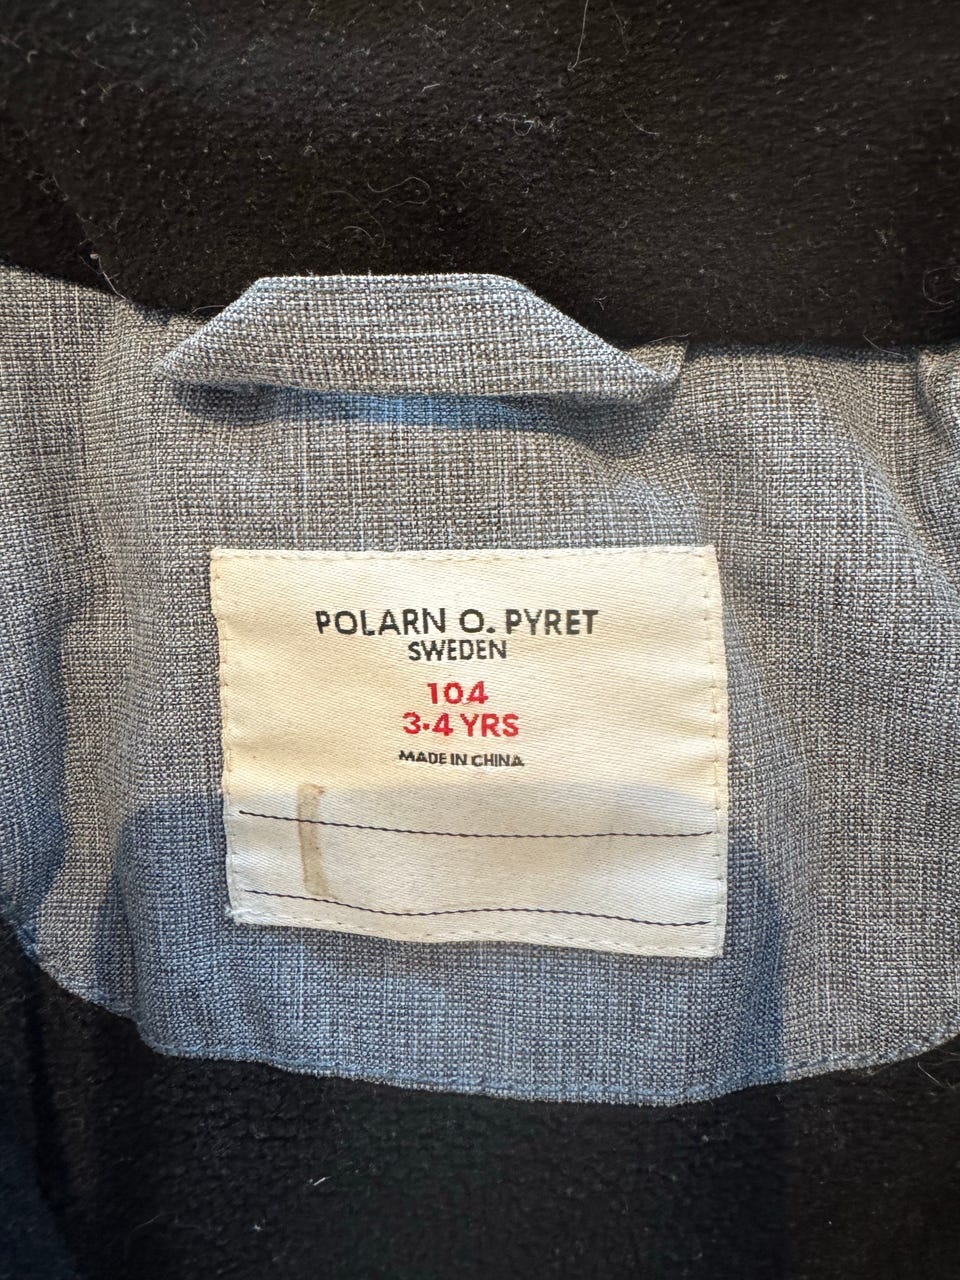 POLARN O. PYRET
SWEDEN
104
3-4 YRS
MADE IN CHINA